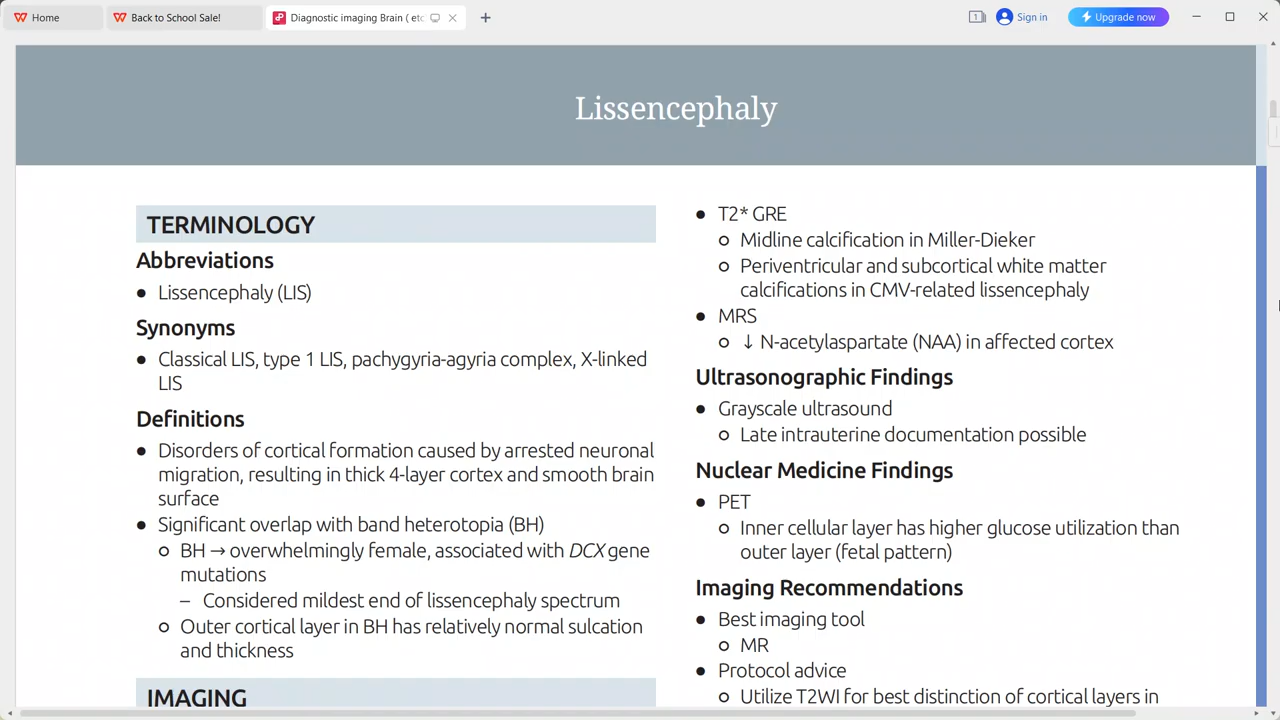 Home
Back to School Sale!
Diagnostic imaging Brain ( etc
1
Sign in
Upgrade now
Lissencephaly
TERMINOLOGY
Abbreviations
● Lissencephaly (LIS)
Synonyms
● Classical LIS, type 1 LIS, pachygyria-agyria complex, X-linked
LIS
Definitions
● Disorders of cortical formation caused by arrested neuronal
migration, resulting in thick 4-layer cortex and smooth brain
surface
● Significant overlap with band heterotopia (BH)
○ BH → overwhelmingly female, associated with DCX gene
mutations
– Considered mildest end of lissencephaly spectrum
○ Outer cortical layer in BH has relatively normal sulcation
and thickness
IMAGING
● T2* GRE
○ Midline calcification in Miller-Dieker
○ Periventricular and subcortical white matter
calcifications in CMV-related lissencephaly
● MRS
○ ↓ N-acetylaspartate (NAA) in affected cortex
Ultrasonographic Findings
● Grayscale ultrasound
○ Late intrauterine documentation possible
Nuclear Medicine Findings
● PET
○ Inner cellular layer has higher glucose utilization than
outer layer (fetal pattern)
Imaging Recommendations
● Best imaging tool
○ MR
● Protocol advice
○ Utilize T2WI for best distinction of cortical layers in